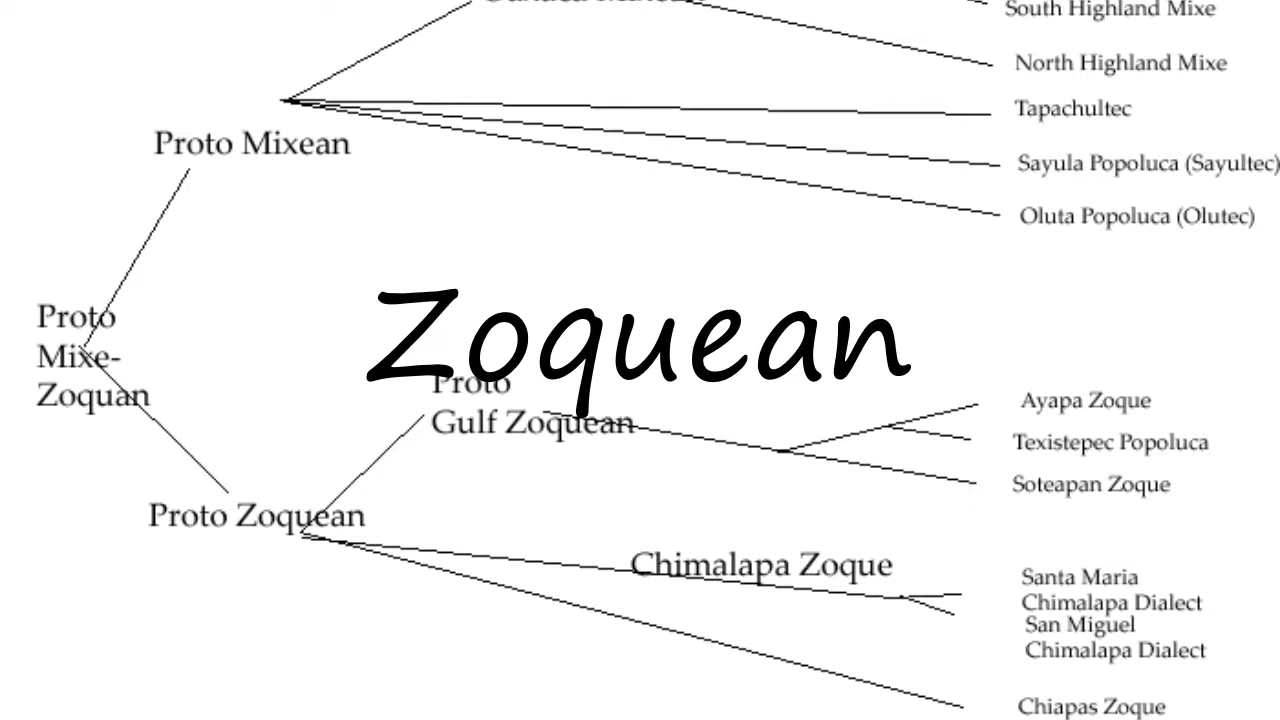 South Highland Mixe
North Highland Mixe
Tapachultec
Proto Mixean
Sayula Popoluca (Sayultec)
Oluta Popoluca (Olutec)
Proto
Mixe-
Zoquan
Zoquean
Proto
Gulf Zoquean
Ayapa Zoque
Texistepec Popoluca
Soteapan Zoque
Proto Zoquean
Chimalapa Zoque
Santa Maria
Chimalapa Dialect
San Miguel
Chimalapa Dialect
Chiapas Zoque